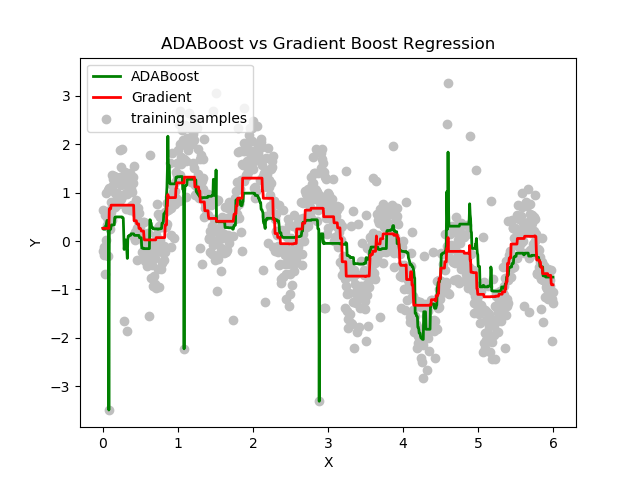 ADABoost vs Gradient Boost Regression
ADABoost
Gradient
training samples
Y
3
2
1
0
−1
−2
−3
0 1 2 3 4 5 6
X